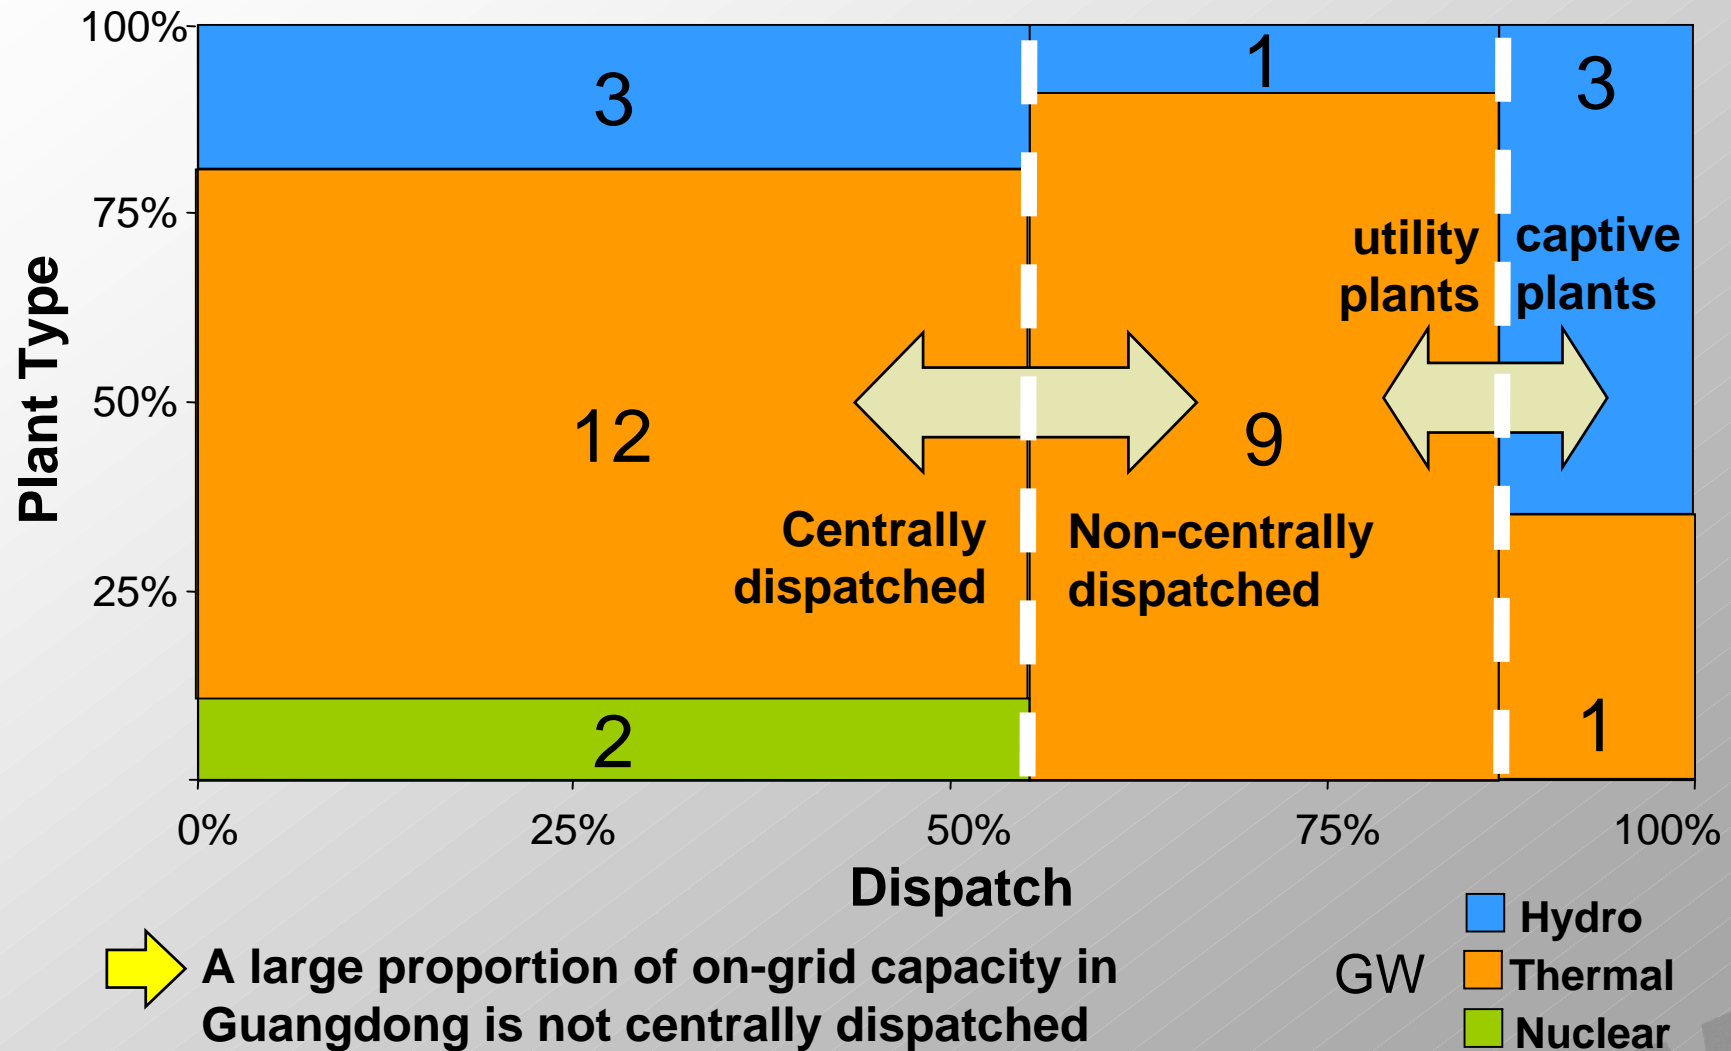 100%
75%
50%
25%
Plant Type
3
1
3
utility
plants
captive
plants
12
9
Centrally
dispatched
Non-centrally
dispatched
2
1
0%
25%
50%
75%
100%
Dispatch
A large proportion of on-grid capacity in
Guangdong is not centrally dispatched
GW
Hydro
Thermal
Nuclear